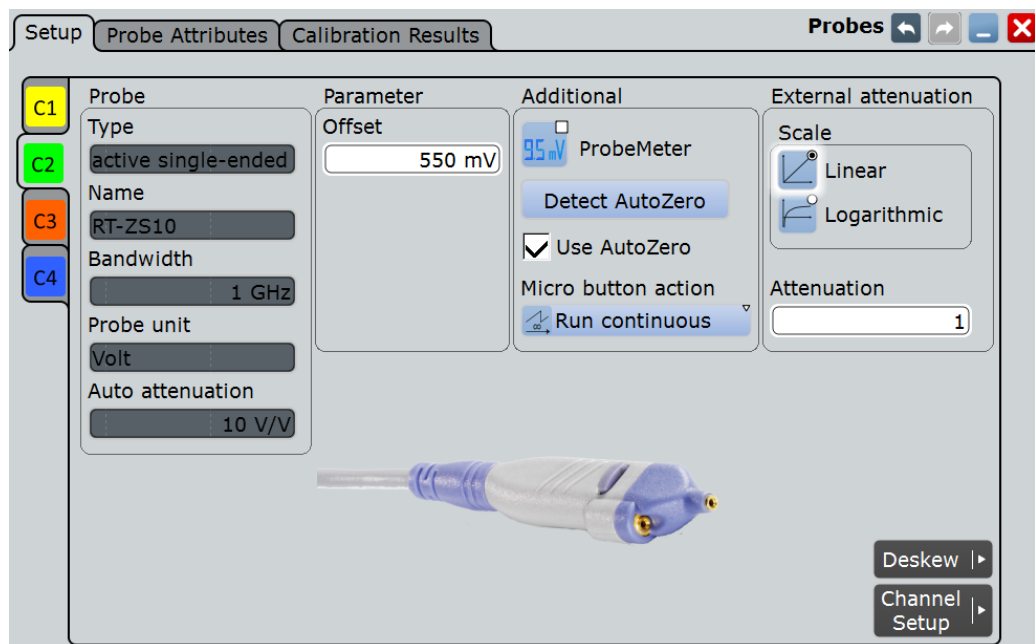 Setup
Probe Attributes
Calibration Results
Probes
C1
C2
C3
C4
Probe
Type
active single-ended
Name
RT-ZS10
Bandwidth
1 GHz
Probe unit
Volt
Auto attenuation
10 V/V
Parameter
Offset
550 mV
Additional
95 mV
ProbeMeter
Detect AutoZero
Use AutoZero
Micro button action
∞
Run continuous
External attenuation
Scale
Linear
Logarithmic
Attenuation
1
Deskew
Channel
Setup